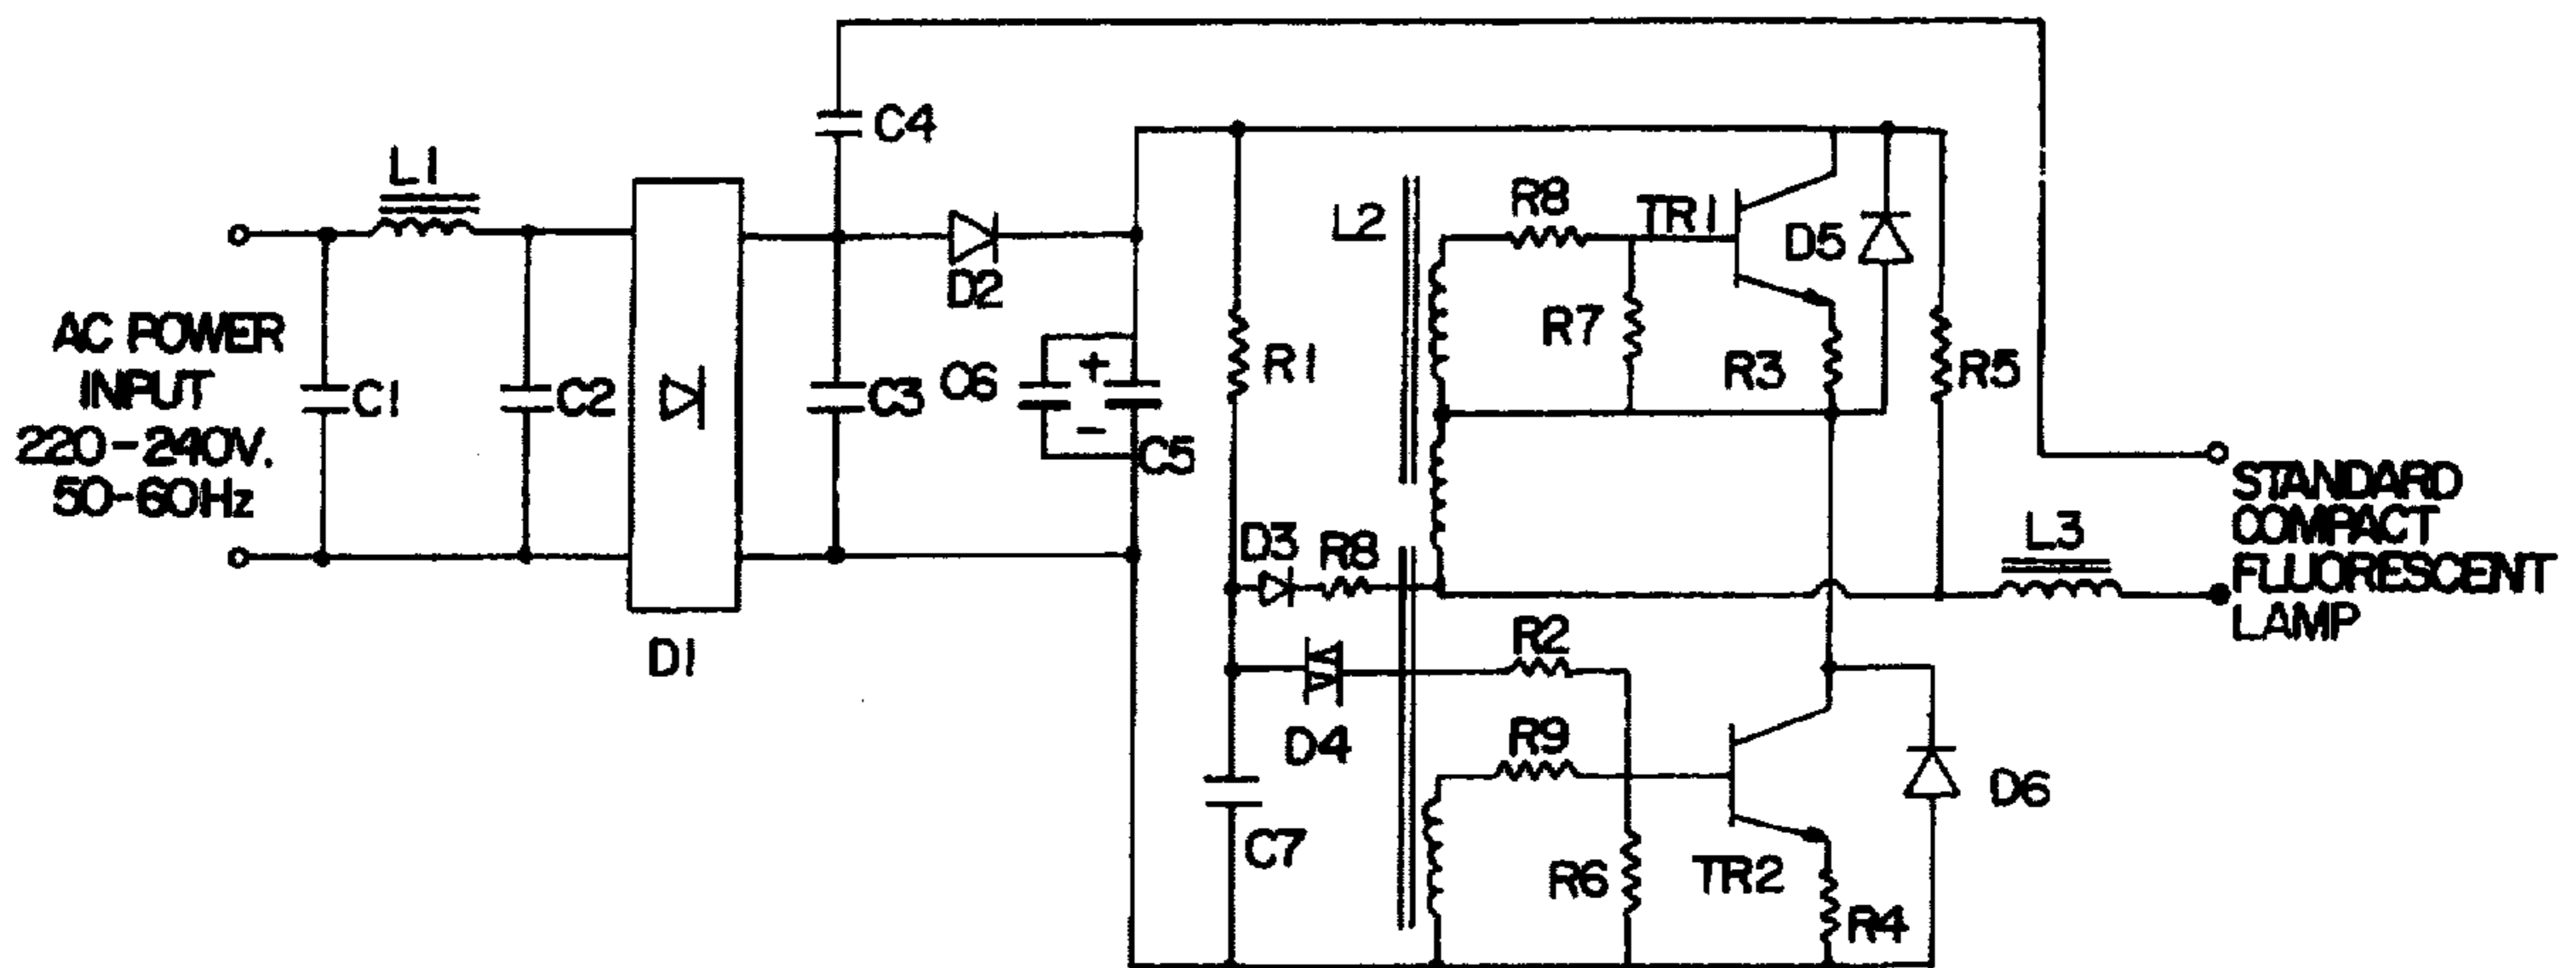 C4
L1
L2
R8
TR1
D5
D2
AC POWER
INPUT
220-240V.
50-60Hz
C1
C2
C3
C6
+
-
C5
R1
R7
R3
R5
D3
R8
L3
STANDARD
COMPACT
FLUORESCENT
LAMP
D1
R2
D4
R9
C7
R6
TR2
D6
R4